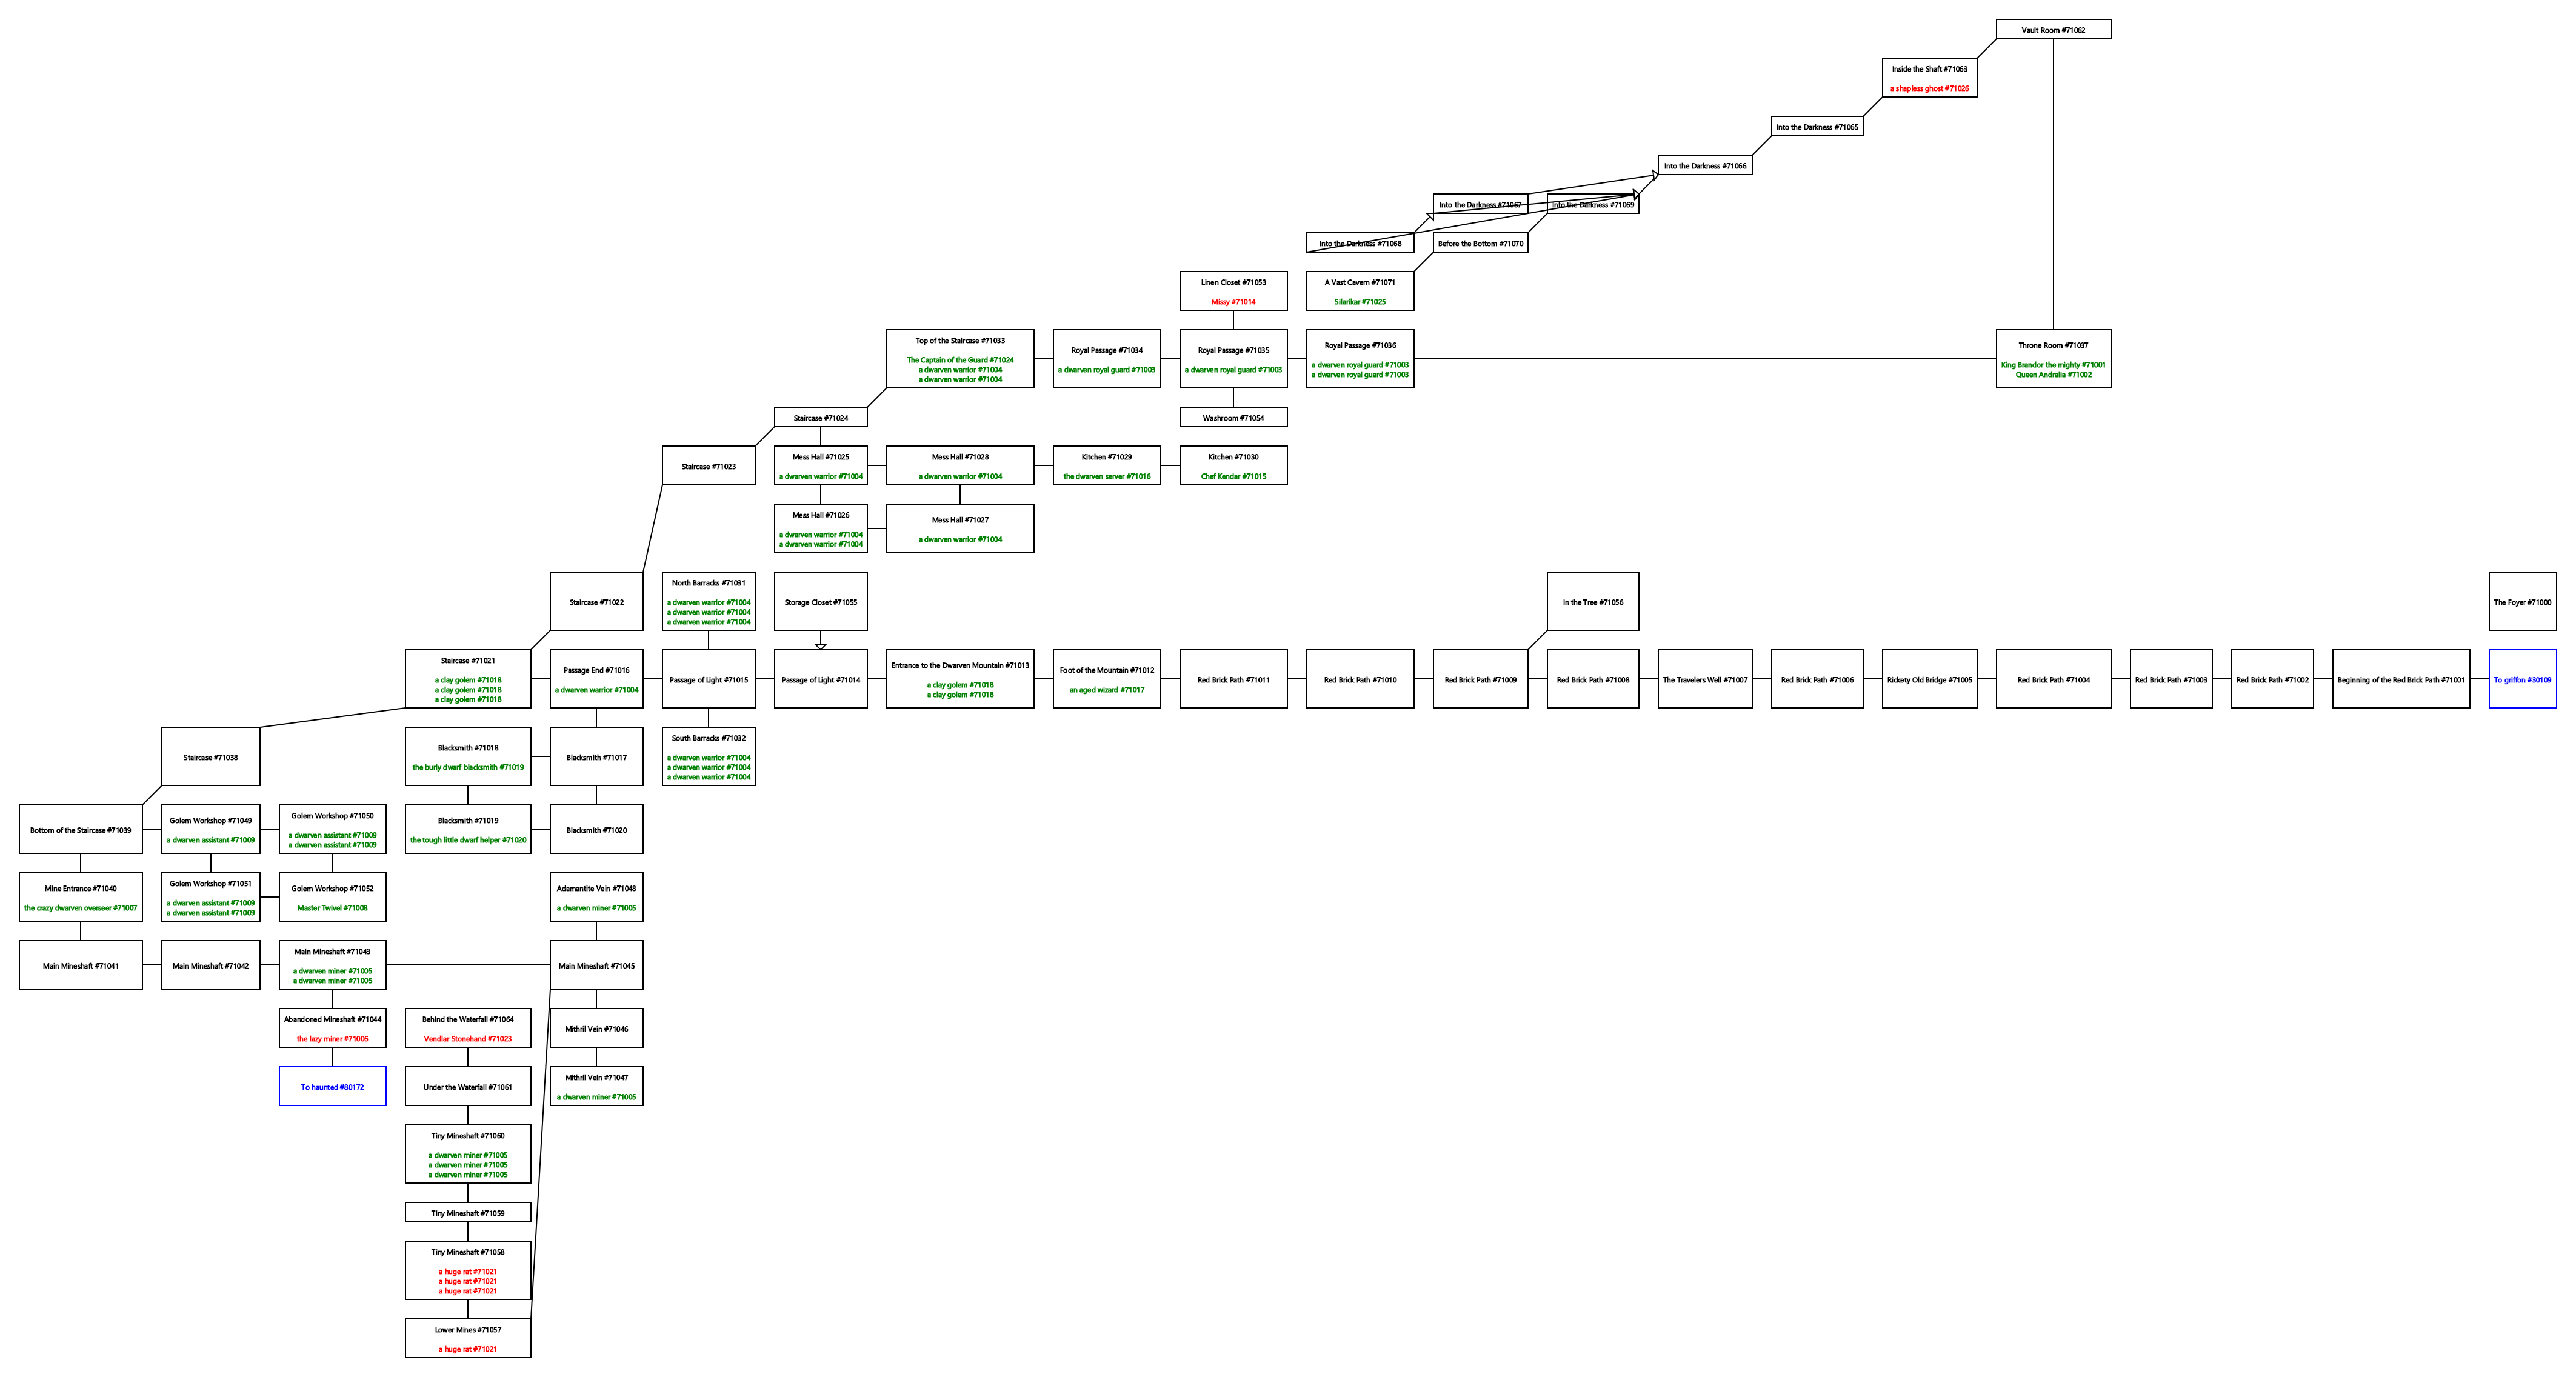 Vault Room #71062
Inside the Shaft #71063
a shapless ghost #71026
Into the Darkness #71065
Into the Darkness #71066
Into the Darkness #71067
Into the Darkness #71069
Into the Darkness #71068
Before the Bottom #71070
Linen Closet #71053
Missy #71014
A Vast Cavern #71071
Silarikar #71025
Top of the Staircase #71033
The Captain of the Guard #71024
a dwarven warrior #71004
a dwarven warrior #71004
Royal Passage #71034
a dwarven royal guard #71003
Royal Passage #71035
a dwarven royal guard #71003
Royal Passage #71036
a dwarven royal guard #71003
a dwarven royal guard #71003
Throne Room #71037
King Brandor the mighty #71001
Queen Andralia #71002
Staircase #71024
Washroom #71054
Staircase #71023
Mess Hall #71025
a dwarven warrior #71004
Mess Hall #71028
a dwarven warrior #71004
Kitchen #71029
the dwarven server #71016
Kitchen #71030
Chef Kendar #71015
Mess Hall #71026
a dwarven warrior #71004
a dwarven warrior #71004
Mess Hall #71027
a dwarven warrior #71004
Staircase #71022
North Barracks #71031
a dwarven warrior #71004
a dwarven warrior #71004
a dwarven warrior #71004
Storage Closet #71055
In the Tree #71056
The Foyer #71000
Staircase #71021
a clay golem #71018
a clay golem #71018
a clay golem #71018
Passage End #71016
a dwarven warrior #71004
Passage of Light #71015
Passage of Light #71014
Entrance to the Dwarven Mountain #71013
a clay golem #71018
a clay golem #71018
Foot of the Mountain #71012
an aged wizard #71017
Red Brick Path #71011
Red Brick Path #71010
Red Brick Path #71009
Red Brick Path #71008
The Travelers Well #71007
Red Brick Path #71006
Rickety Old Bridge #71005
Red Brick Path #71004
Red Brick Path #71003
Red Brick Path #71002
Beginning of the Red Brick Path #71001
To griffon #30109
Staircase #71038
Blacksmith #71018
the burly dwarf blacksmith #71019
Blacksmith #71017
South Barracks #71032
a dwarven warrior #71004
a dwarven warrior #71004
a dwarven warrior #71004
Bottom of the Staircase #71039
Golem Workshop #71049
a dwarven assistant #71009
Golem Workshop #71050
a dwarven assistant #71009
a dwarven assistant #71009
Blacksmith #71019
the tough little dwarf helper #71020
Blacksmith #71020
Mine Entrance #71040
the crazy dwarven overseer #71007
Golem Workshop #71051
a dwarven assistant #71009
a dwarven assistant #71009
Golem Workshop #71052
Master Twivel #71008
Adamantite Vein #71048
a dwarven miner #71005
Main Mineshaft #71041
Main Mineshaft #71042
Main Mineshaft #71043
a dwarven miner #71005
a dwarven miner #71005
Main Mineshaft #71045
Abandoned Mineshaft #71044
the lazy miner #71006
Behind the Waterfall #71064
Vendlar Stonehand #71023
Mithril Vein #71046
To haunted #80172
Under the Waterfall #71061
Mithril Vein #71047
a dwarven miner #71005
Tiny Mineshaft #71060
a dwarven miner #71005
a dwarven miner #71005
a dwarven miner #71005
Tiny Mineshaft #71059
Tiny Mineshaft #71058
a huge rat #71021
a huge rat #71021
a huge rat #71021
Lower Mines #71057
a huge rat #71021